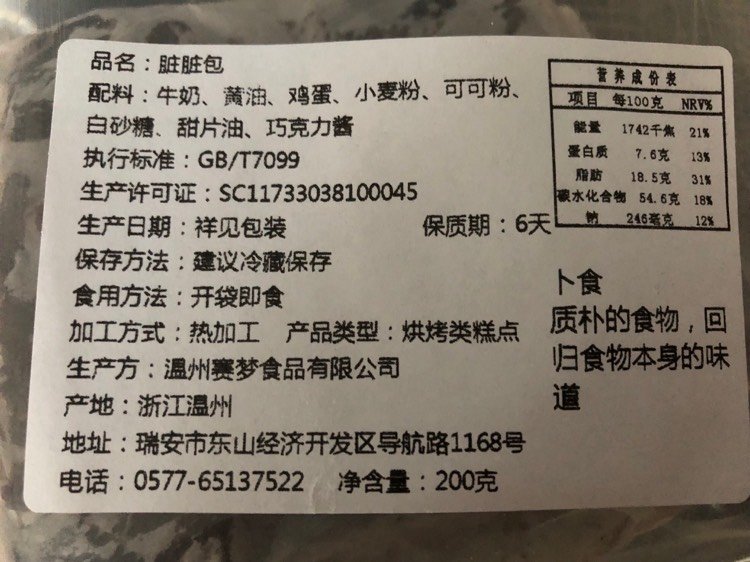 品名：脏脏包
配料：牛奶、黄油、鸡蛋、小麦粉、可可粉、
白砂糖、甜片油、巧克力酱
执行标准：GB/T7099
生产许可证：SC11733038100045
生产日期：祥见包装 保质期：6天
保存方法：建议冷藏保存
食用方法：开袋即食
加工方式：热加工 产品类型：烘烤类糕点
生产方：温州赛梦食品有限公司
产地：浙江温州
地址：瑞安市东山经济开发区导航路1168号
电话：0577-65137522 净含量：200克
营养成份表
项目 每100克 NRV%
能量 1742千焦 21%
蛋白质 7.6克 13%
脂肪 18.5克 31%
碳水化合物 54.6克 18%
钠 246毫克 12%
卜食
质朴的食物，回
归食物本身的味
道